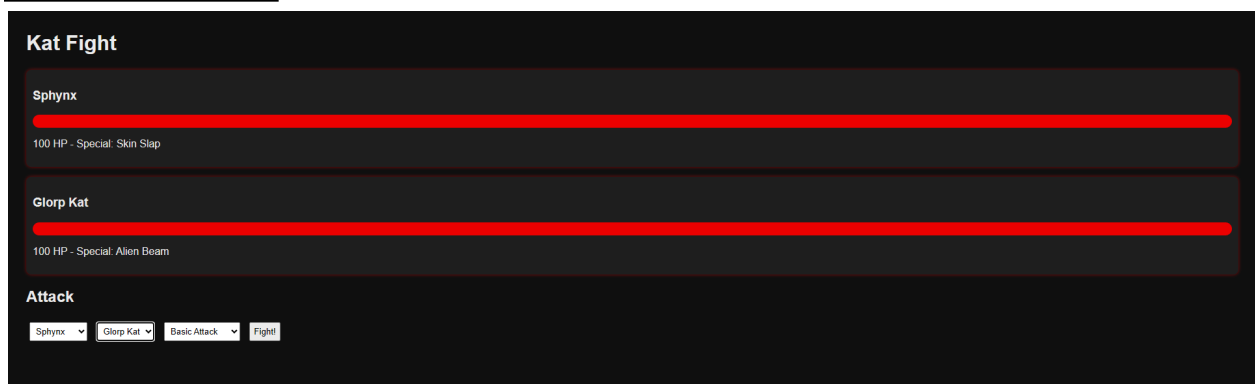 Kat Fight
Sphynx
100 HP - Special: Skin Slap
Glorp Kat
100 HP - Special: Alien Beam
Attack
Sphynx Glorp Kat Basic Attack Fight!